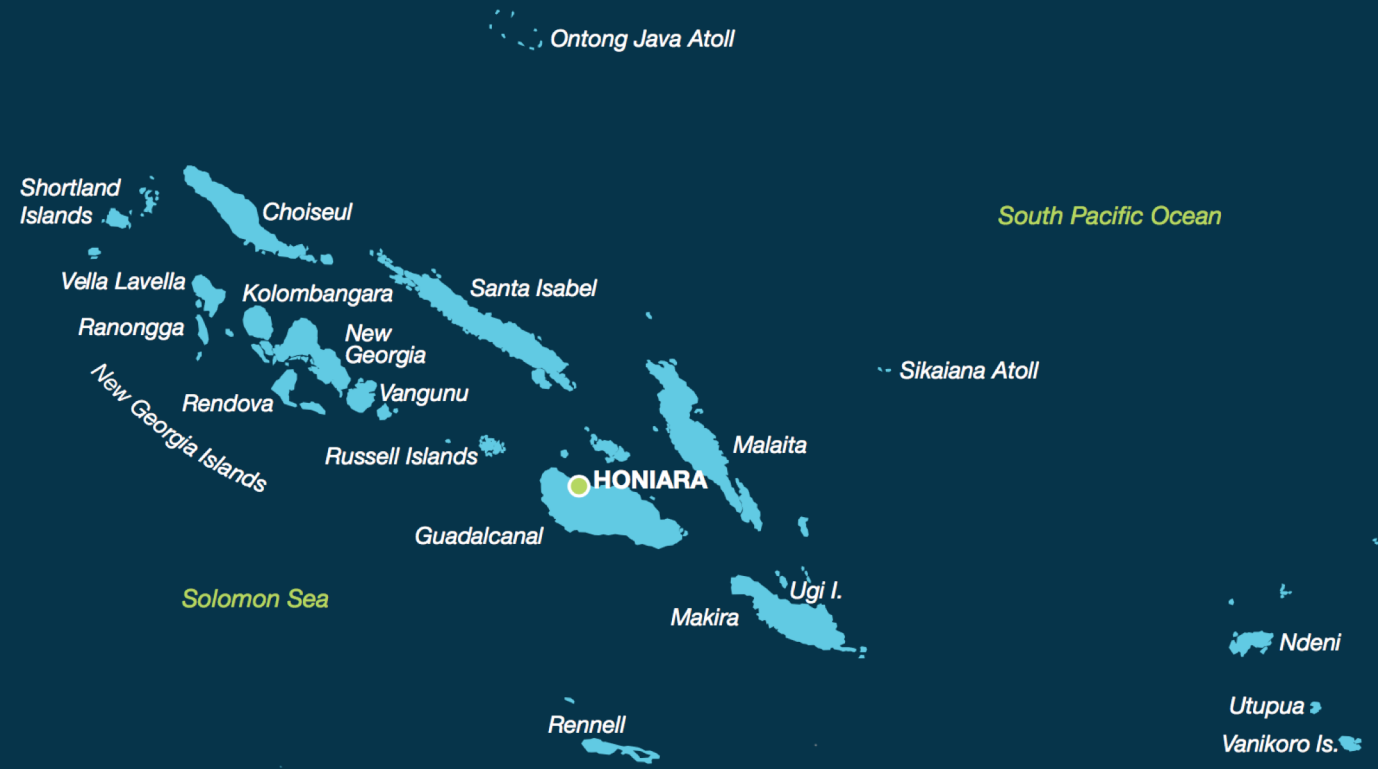 Ontong Java Atoll
Shortland
Islands
Choiseul
South Pacific Ocean
Vella Lavella
Kolombangara
Santa Isabel
Ranongga
New
Georgia
Sikaiana Atoll
New Georgia Islands
Rendova
Vangunu
Russell Islands
Malaita
HONIARA
Guadalcanal
Solomon Sea
Ugi I.
Makira
Ndeni
Utupua
Rennell
Vanikoro Is.